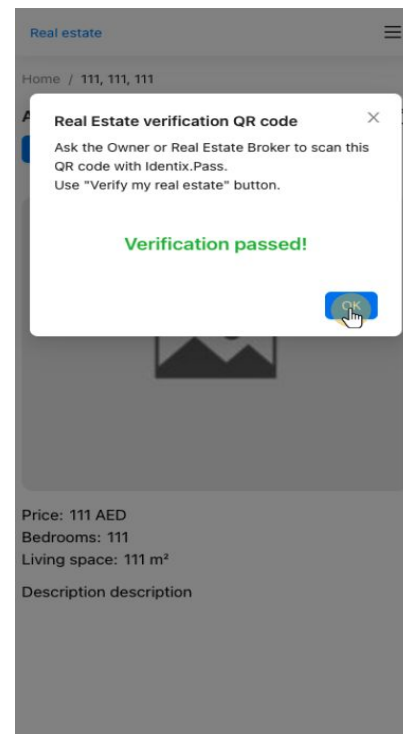 Real estate
Home / 111, 111, 111
Real Estate verification QR code
Ask the Owner or Real Estate Broker to scan this
QR code with Identix.Pass.
Use "Verify my real estate" button.
Verification passed!
OK
Price: 111 AED
Bedrooms: 111
Living space: 111 m²
Description description